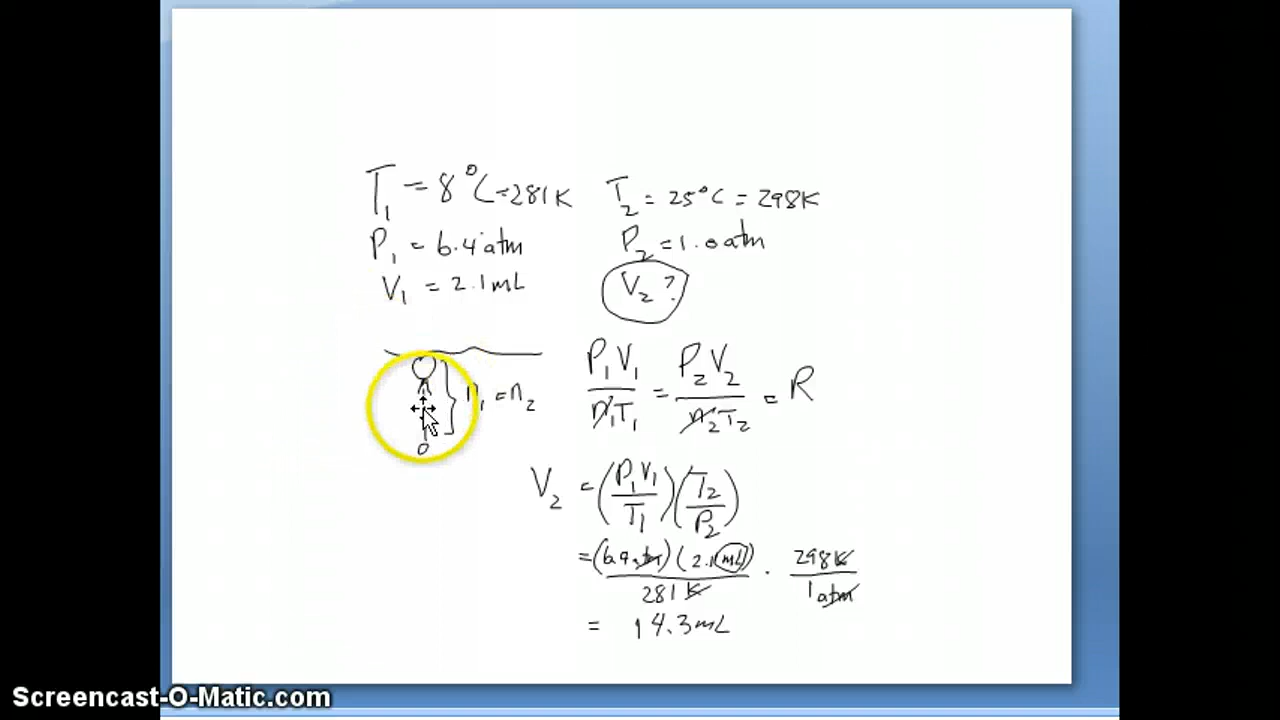 T₁ = 8°C = 281K
T₂ = 25°C = 298K
P₁ = 6.4 atm
P₂ = 1.0 atm
V₁ = 2.1 mL
V₂ ?
n₁ = n₂
P₁V₁/n₁T₁ = P₂V₂/n₂T₂ = R
V₂ = (P₁V₁/T₁)(T₂/P₂)
= (6.4 atm)(2.1 mL)/281 K · 298K/1 atm
= 14.3 mL
Screencast-O-Matic.com